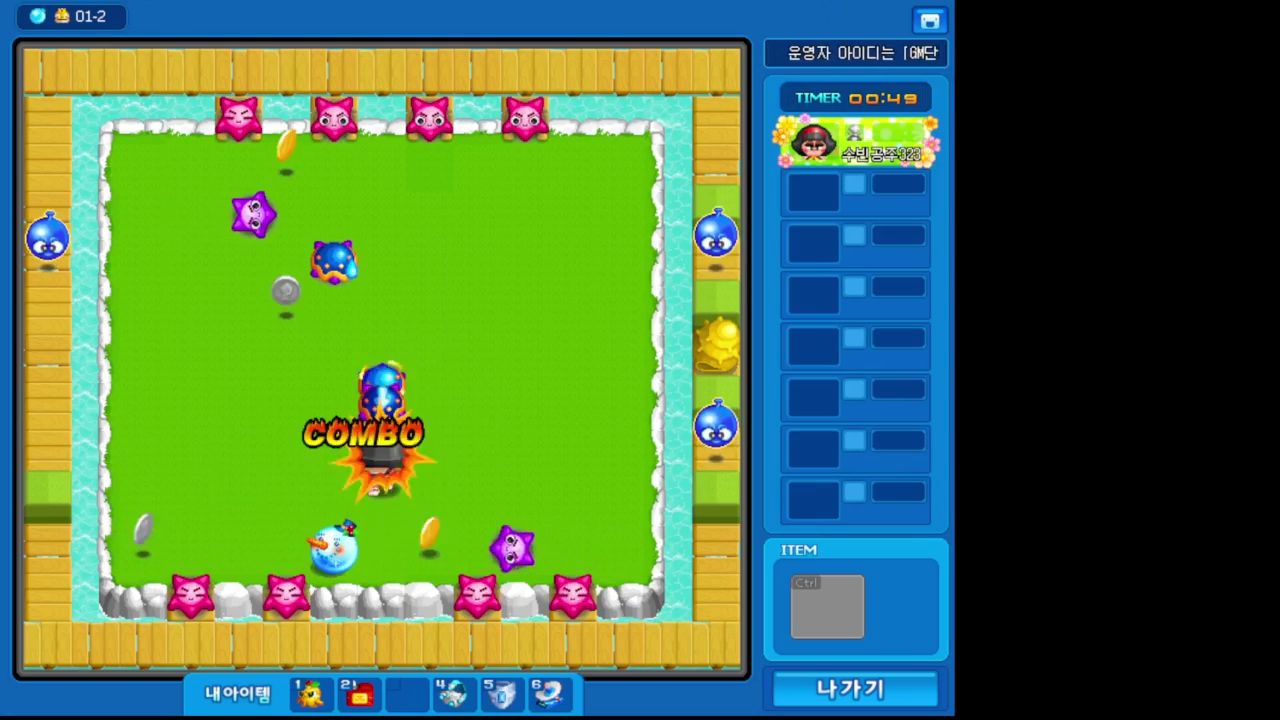 01-2
운영자 아이디는 [GM단
TIMER 00:49
수빈공주323
COMBO
ITEM
Ctrl
내 아이템
1
2
4
5
6
나가기